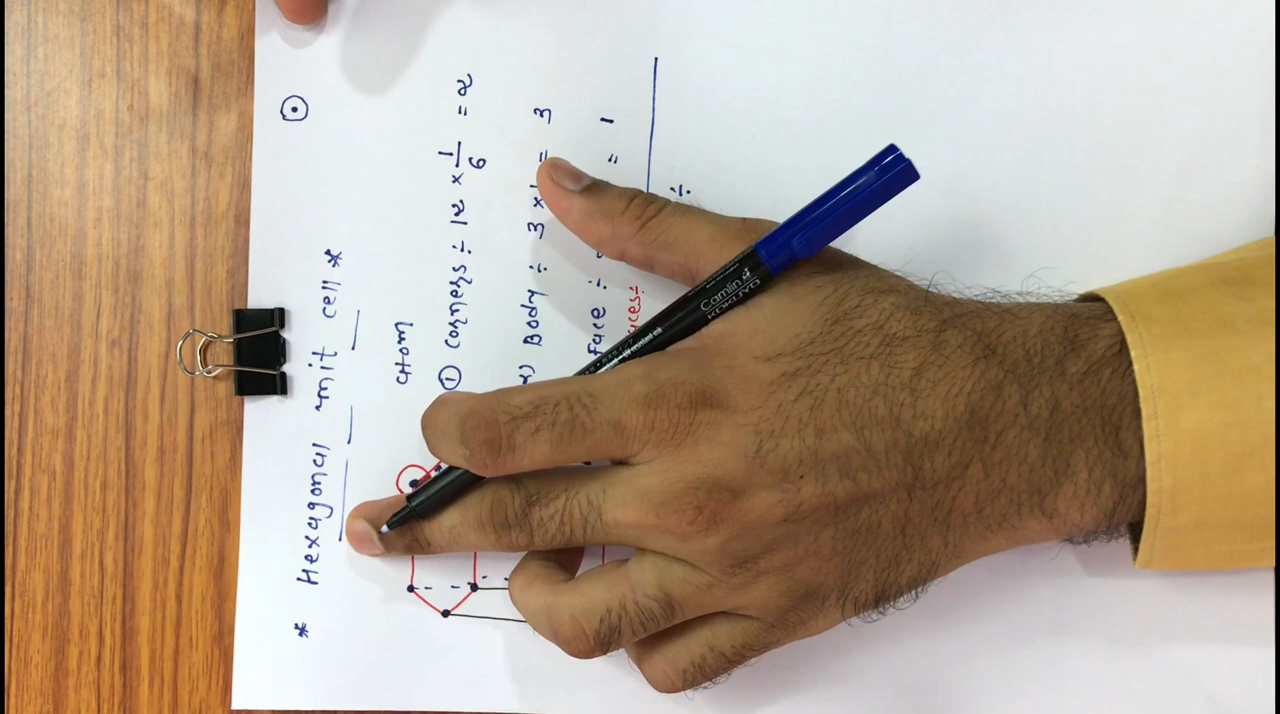 * Hexagonal unit cell *
Atom
① Corners ÷ 12 × 1/6 = 2
Body ÷ 3 × 1 = 3
Face ÷ = 1
Camlin
KOKUYO